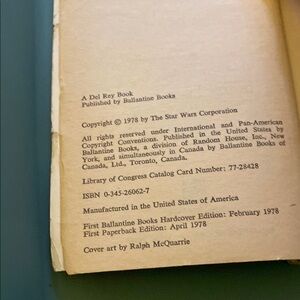 A Del Rey Book
Published by Ballantine Books
Copyright © 1978 by The Star Wars Corporation
All rights reserved under International and Pan-American
Copyright Conventions. Published in the United States by
Ballantine Books, a division of Random House, Inc., New
York, and simultaneously in Canada by Ballantine Books of
Canada, Ltd., Toronto, Canada.
Library of Congress Catalog Card Number: 77-28428
ISBN 0-345-26062-7
Manufactured in the United States of America
First Ballantine Books Hardcover Edition: February 1978
First Paperback Edition: April 1978
Cover art by Ralph McQuarrie